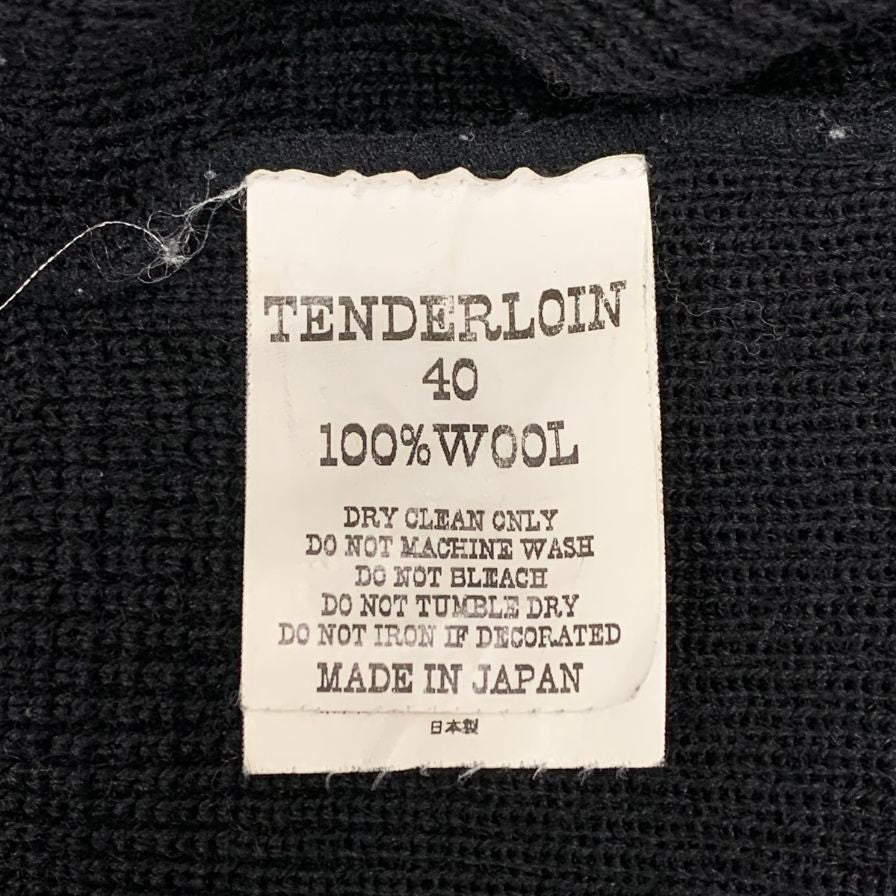 TENDERLOIN
40
100%WOOL
DRY CLEAN ONLY
DO NOT MACHINE WASH
DO NOT BLEACH
DO NOT TUMBLE DRY
DO NOT IRON IF DECORATED
MADE IN JAPAN
日本製